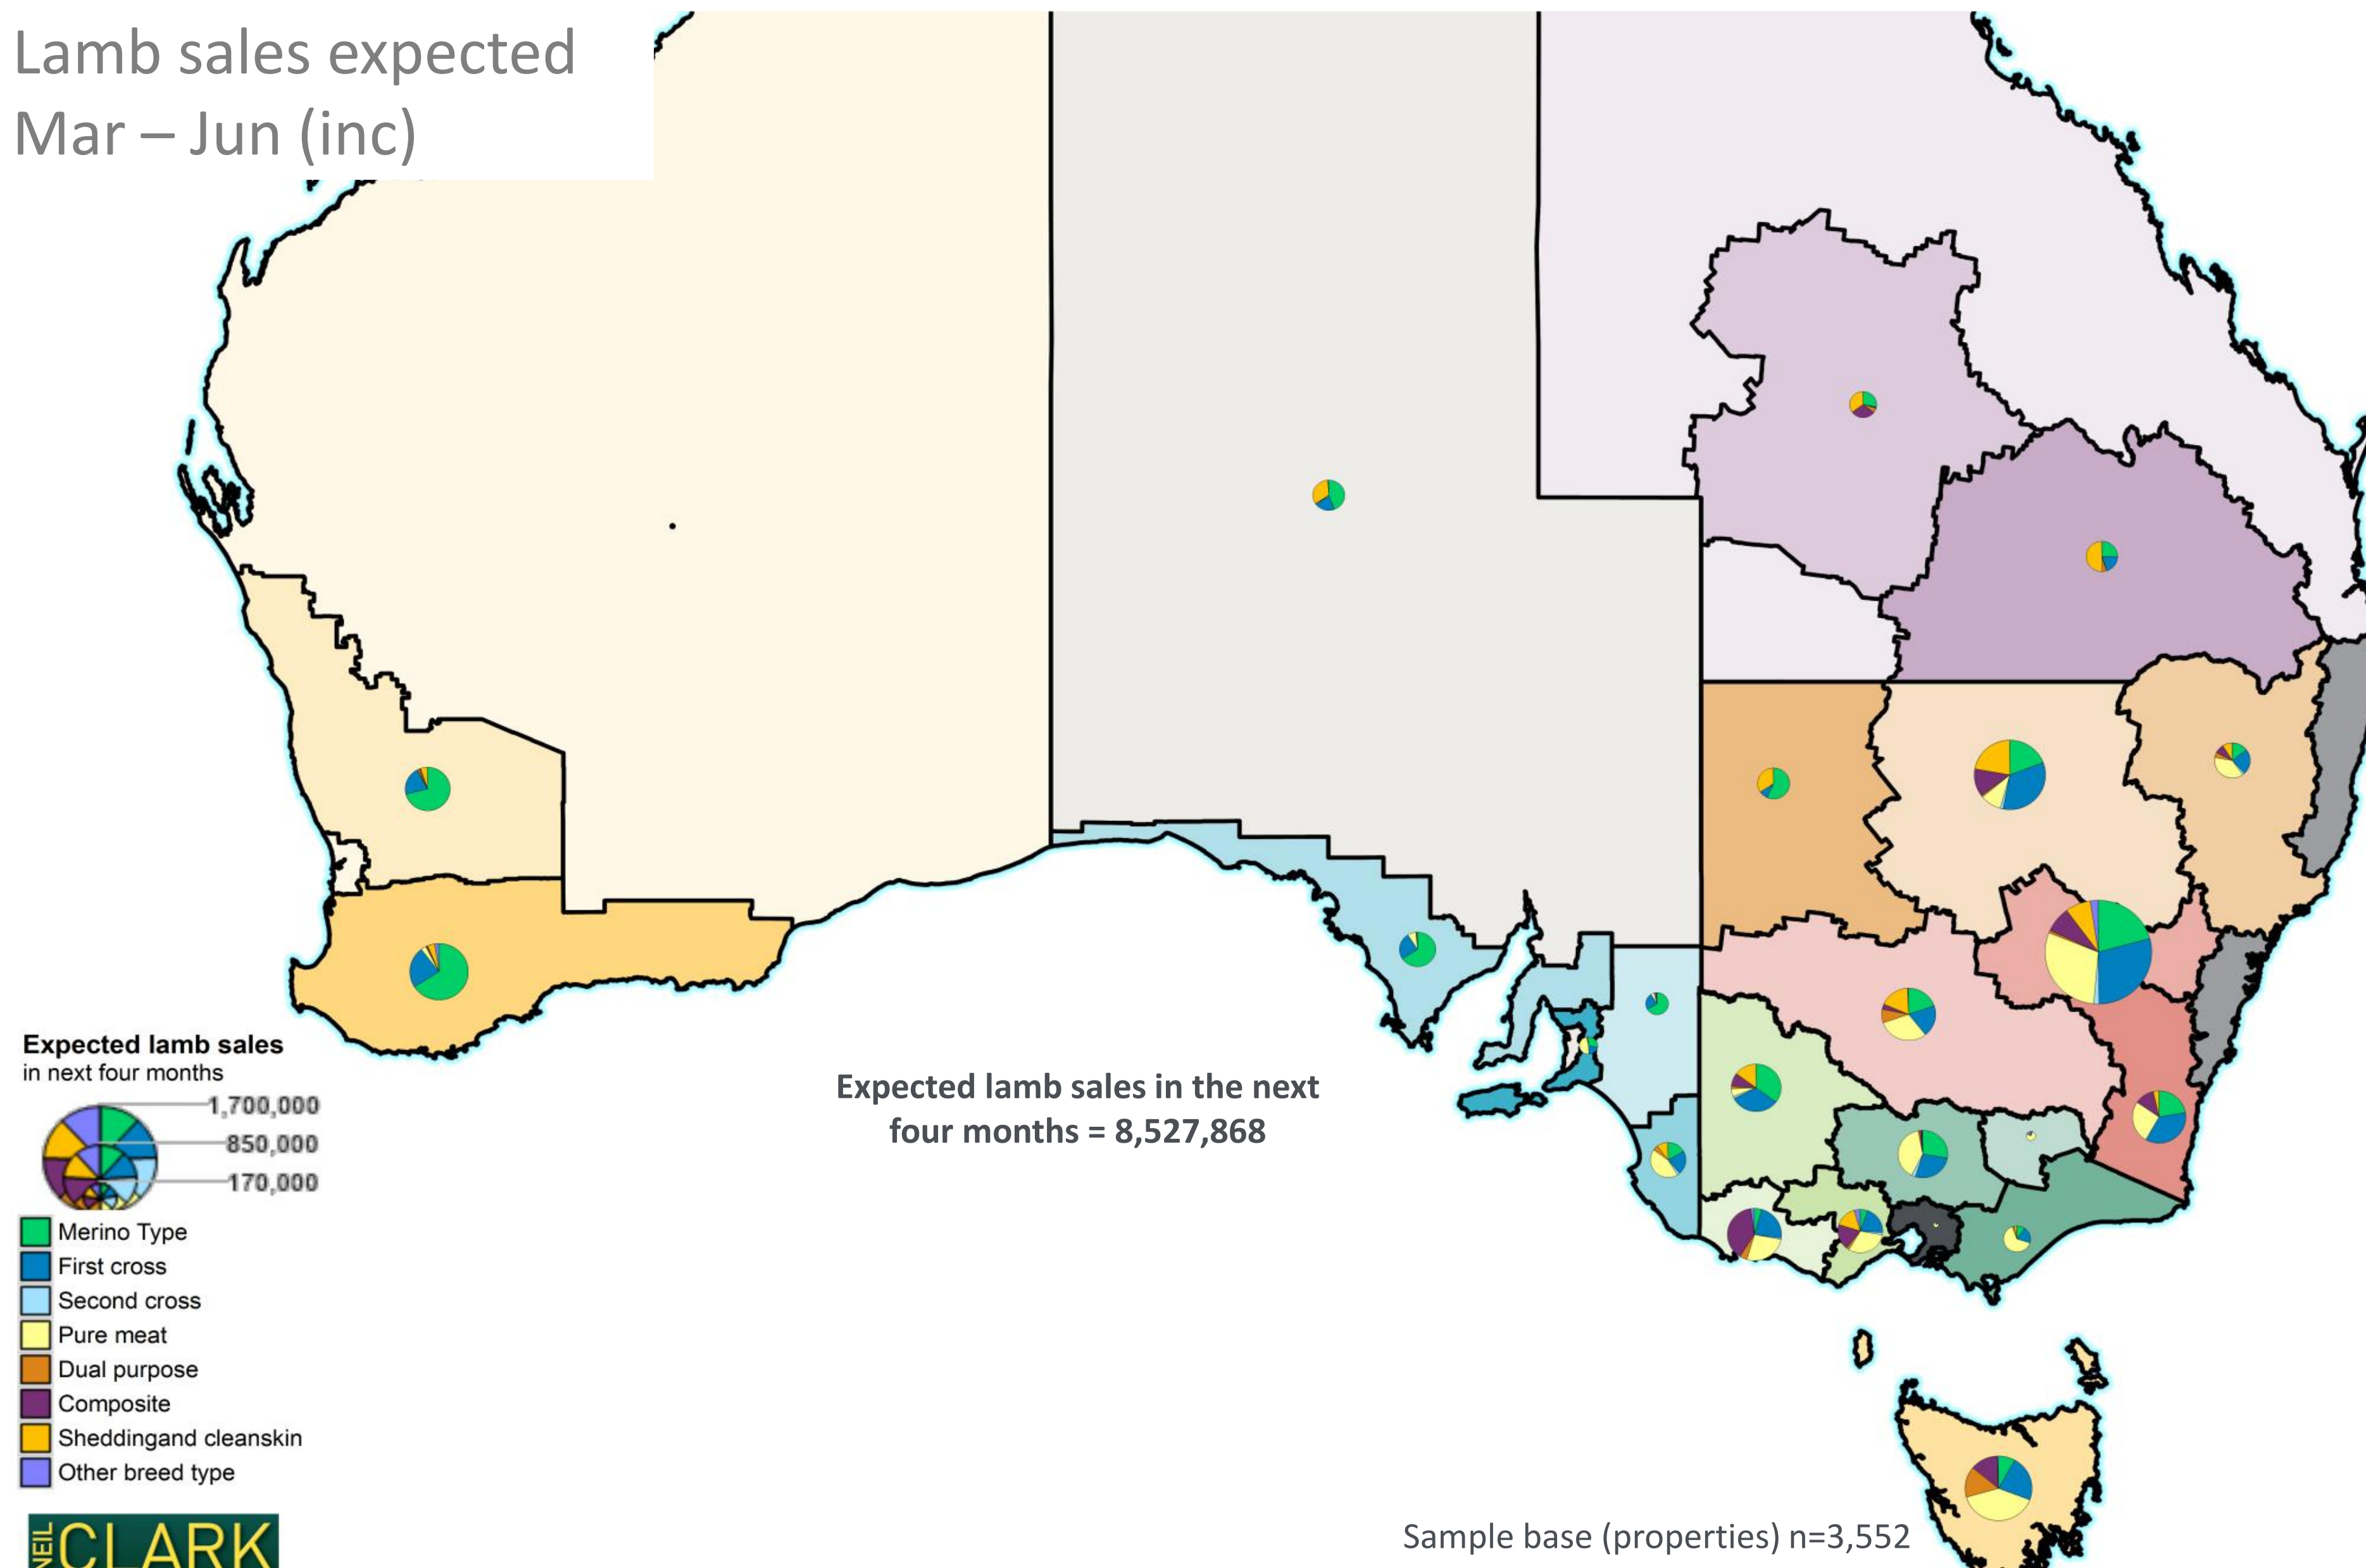 Lamb sales expected
Mar – Jun (inc)
Expected lamb sales
in next four months
1,700,000
850,000
170,000
Merino Type
First cross
Second cross
Pure meat
Dual purpose
Composite
Sheddingand cleanskin
Other breed type
Expected lamb sales in the next
four months = 8,527,868
NEIL
CLARK
Sample base (properties) n=3,552